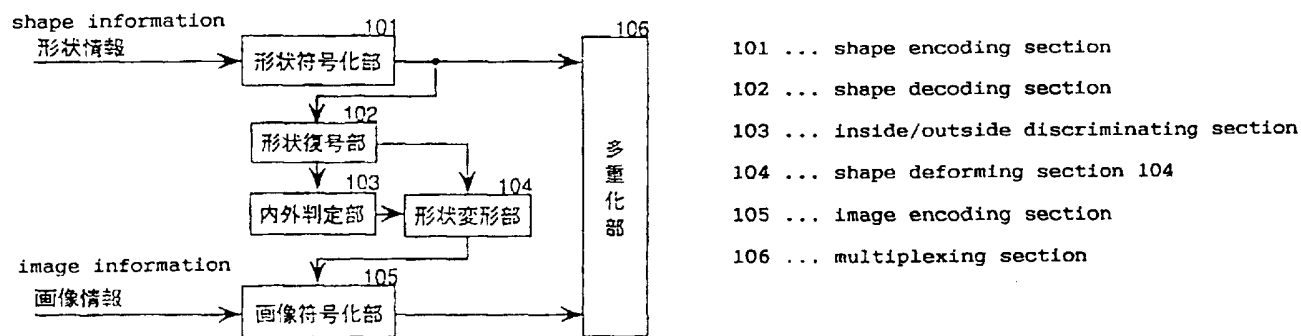 shape information
形状情報
101
形状符号化部
106
102
形状復号部
103
内外判定部
104
形状変形部
多重化部
image information
画像情報
105
画像符号化部
101 ... shape encoding section
102 ... shape decoding section
103 ... inside/outside discriminating section
104 ... shape deforming section 104
105 ... image encoding section
106 ... multiplexing section